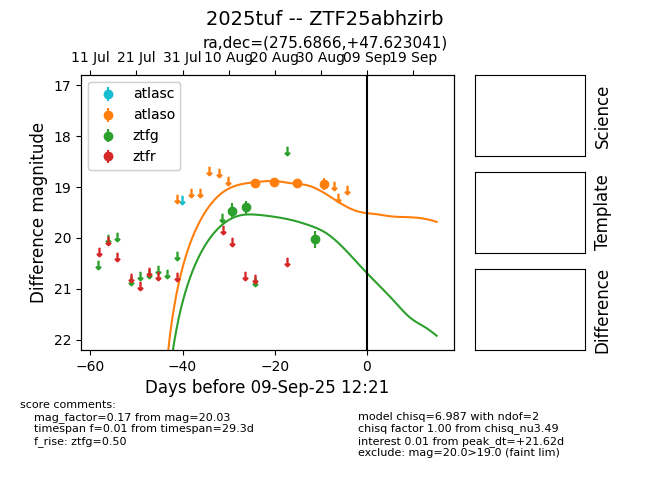 2025tuf -- ZTF25abhzirb
ra,dec=(275.6866,+47.623041)
11 Jul 21 Jul 31 Jul 10 Aug 20 Aug 30 Aug 09 Sep 19 Sep
17
18
19
20
21
22
Difference magnitude
atlasc
atlaso
ztfg
ztfr
−60 −40 −20 0
Days before 09-Sep-25 12:21
Science
Template
Difference
score comments:
mag_factor=0.17 from mag=20.03
timespan f=0.01 from timespan=29.3d
f_rise: ztfg=0.50
model chisq=6.987 with ndof=2
chisq factor 1.00 from chisq_nu3.49
interest 0.01 from peak_dt=+21.62d
exclude: mag=20.0>19.0 (faint lim)